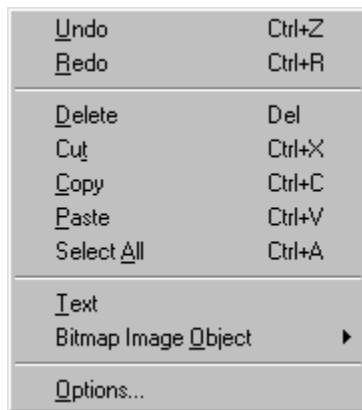 Undo Ctrl+Z
Redo Ctrl+R
Delete Del
Cut Ctrl+X
Copy Ctrl+C
Paste Ctrl+V
Select All Ctrl+A
Text
Bitmap Image Object
Options...